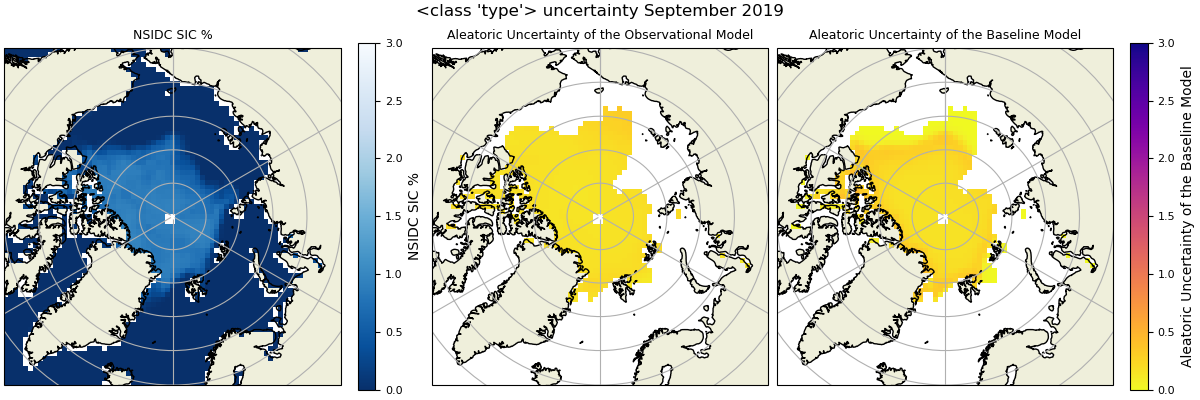 <class 'type'> uncertainty September 2019
NSIDC SIC %
Aleatoric Uncertainty of the Observational Model
Aleatoric Uncertainty of the Baseline Model
3.0
2.5
2.0
1.5
1.0
0.5
0.0
NSIDC SIC %
3.0
2.5
2.0
1.5
1.0
0.5
0.0
Aleatoric Uncertainty of the Baseline Model